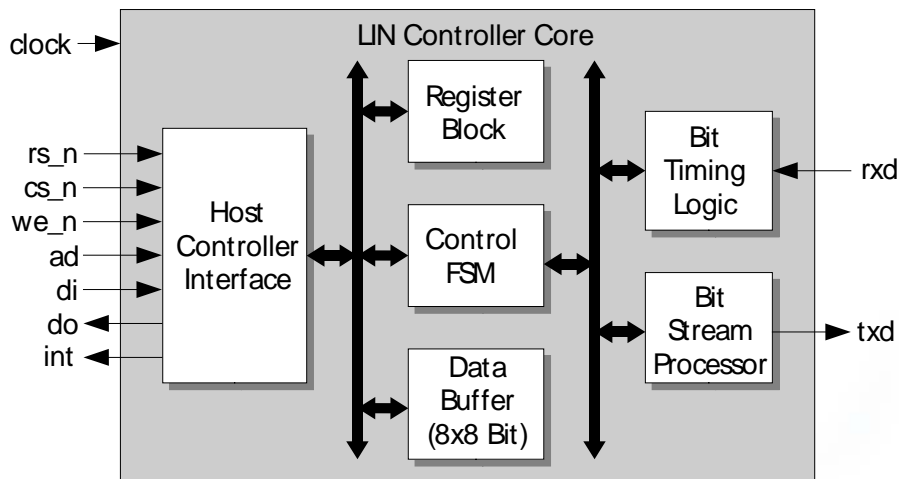 LIN Controller Core
clock
rs_n
cs_n
we_n
ad
di
do
int
Host
Controller
Interface
Register
Block
Control
FSM
Data
Buffer
(8x8 Bit)
Bit
Timing
Logic
Bit
Stream
Processor
rxd
txd